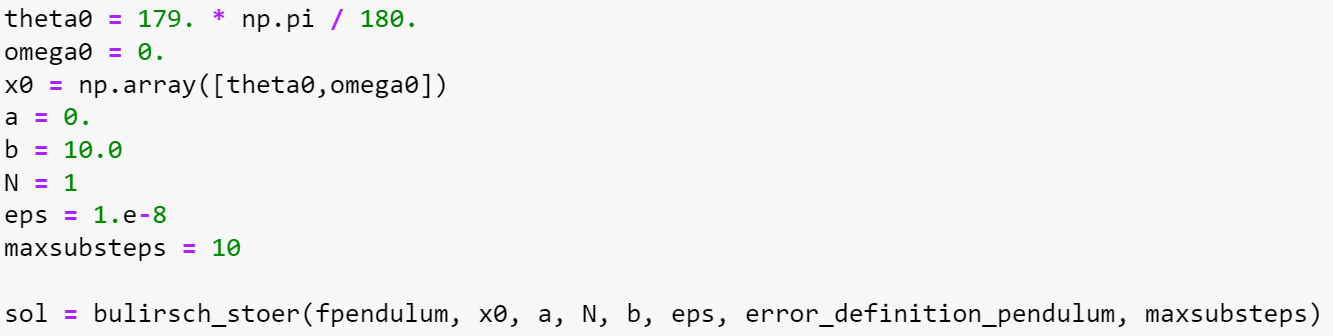 theta0 = 179. * np.pi / 180.
omega0 = 0.
x0 = np.array([theta0,omega0])
a = 0.
b = 10.0
N = 1
eps = 1.e-8
maxsubsteps = 10
sol = bulirsch_stoer(fpendulum, x0, a, N, b, eps, error_definition_pendulum, maxsubsteps)